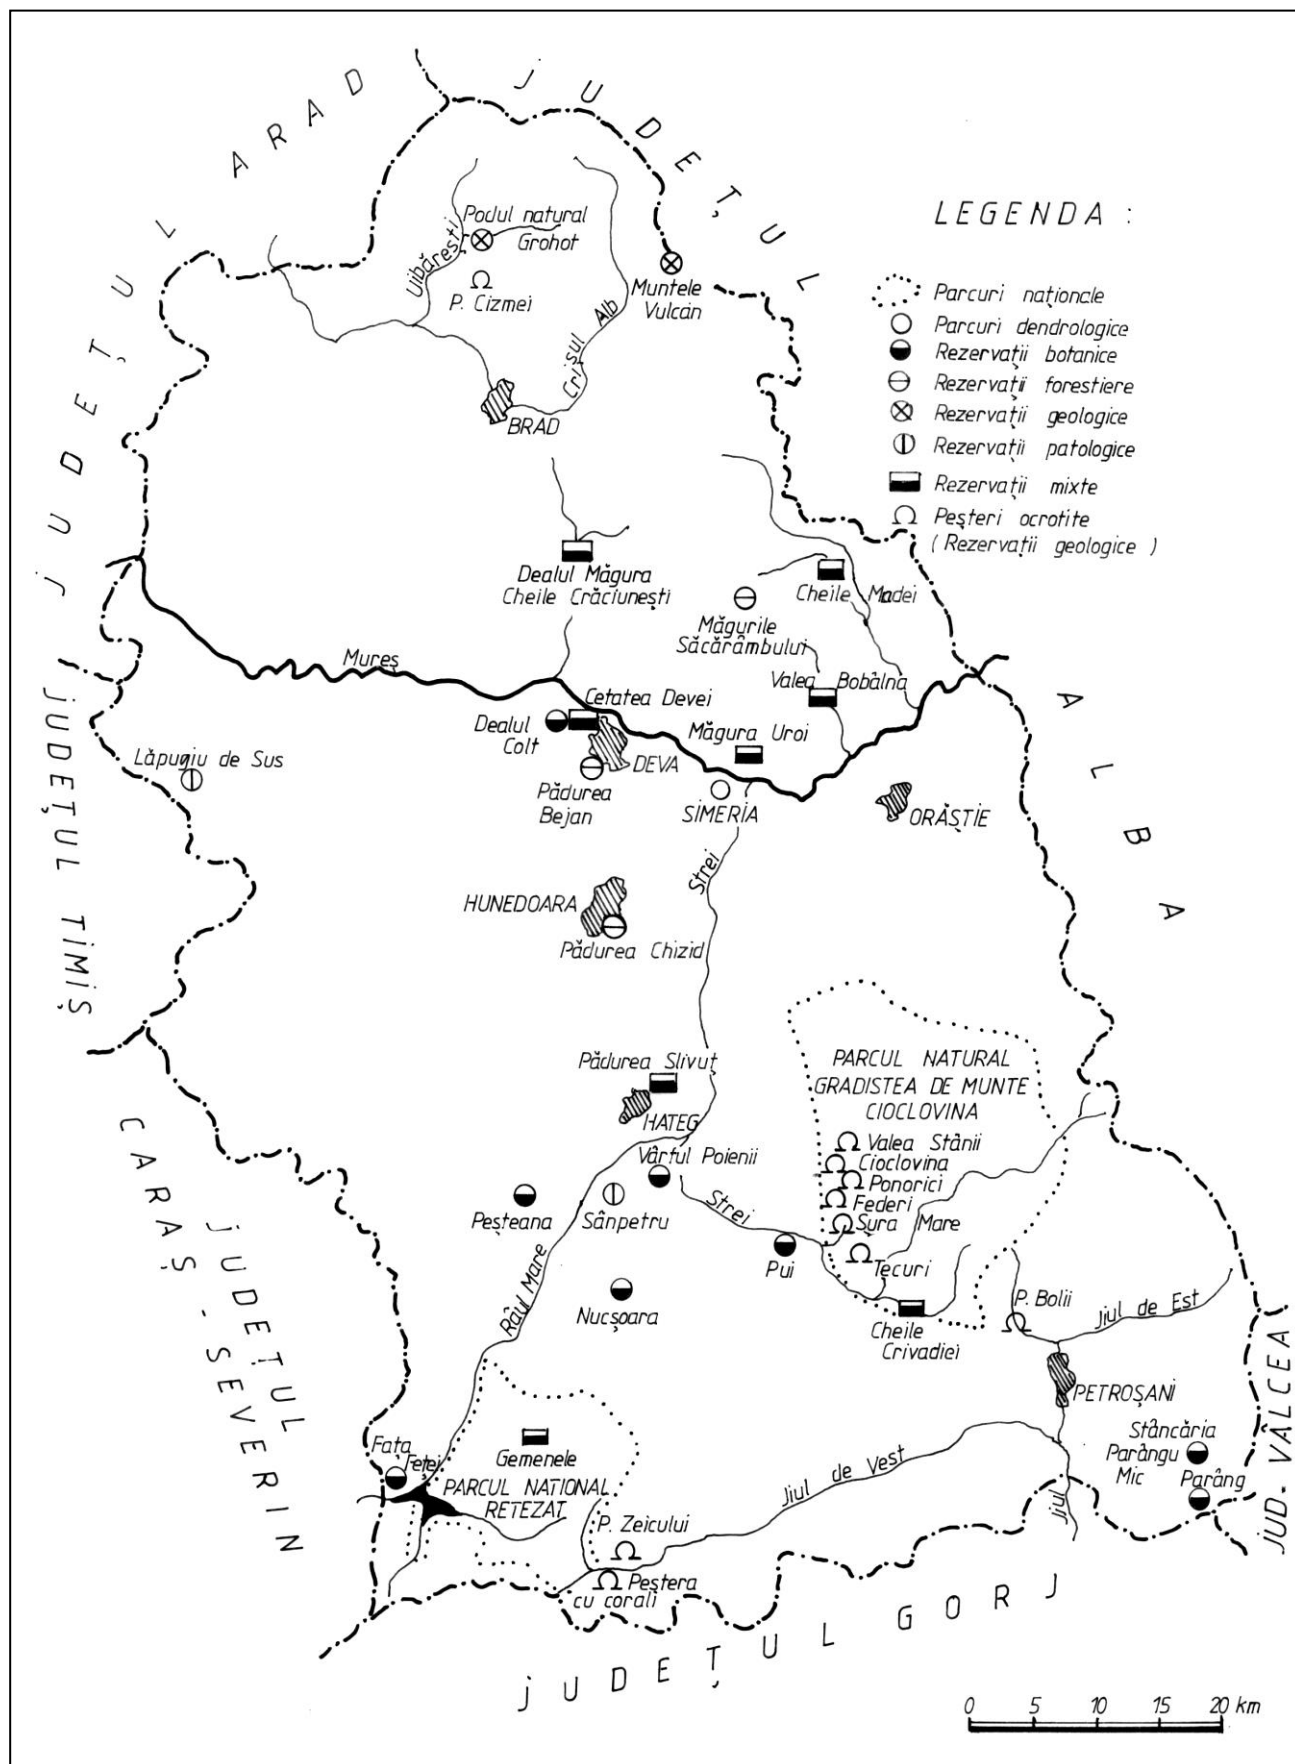 JUDEȚUL ARAD
JUDEȚUL
ALBA
LEGENDA :
Parcuri naționale
Parcuri dendrologice
Rezervații botanice
Rezervații forestiere
Rezervații geologice
Rezervații patologice
Rezervații mixte
Peșteri ocrotite
( Rezervații geologice )
Podul natural
Grohot
Uibărești
P. Cizmei
Muntele
Vulcan
Crișul Alb
BRAD
Dealul Măgura
Cheile Crăciunești
Cheile Madei
Măgurile
Săcărâmbului
Mureș
Valea Bobâlna
Cetatea Devei
Dealul
Colt
Măgura Uroi
DEVA
Lăpugiu de Sus
Pădurea
Bejan
SIMERIA
ORĂȘTIE
Strei
HUNEDOARA
Pădurea Chizid
JUDEȚUL TIMIȘ
Pădurea Slivuț
HATEG
PARCUL NATURAL
GRADISTEA DE MUNTE
CIOCLOVINA
Valea Stânii
Cioclovina
Ponorici
Federi
Șura Mare
Tecuri
Vârful Poienii
Peșteana
Sânpetru
Strei
Pui
Râul Mare
Nucșoara
Cheile
Crivadiei
P. Bolii
Jiul de Est
PETROȘANI
JUDEȚUL
CARAȘ - SEVERIN
Stâncăria
Parângu
Mic
Parâng
JUD. VÂLCEA
Fața
Feței
Gemenele
PARCUL NATIONAL
RETEZAT
Jiul de Vest
Jiul
P. Zeicului
Peștera
cu corali
JUDEȚUL GORJ
0 5 10 15 20 km